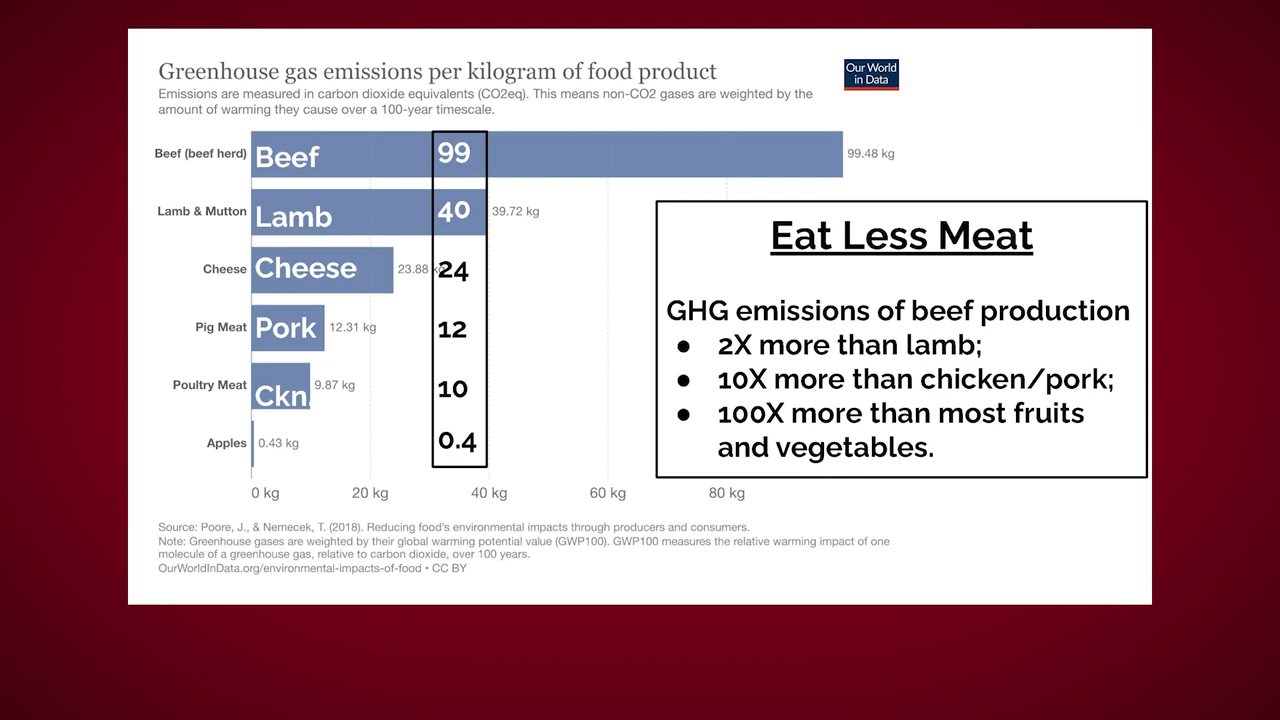 Greenhouse gas emissions per kilogram of food product
Our World
in Data
Emissions are measured in carbon dioxide equivalents (CO2eq). This means non-CO2 gases are weighted by the
amount of warming they cause over a 100-year timescale.
Beef (beef herd) Beef 99 99.48 kg
Lamb & Mutton Lamb 40 39.72 kg
Cheese Cheese 23.88 kg 24
Pig Meat Pork 12.31 kg 12
Poultry Meat Ckn. 9.87 kg 10
Apples 0.43 kg 0.4
0 kg 20 kg 40 kg 60 kg 80 kg
Eat Less Meat
GHG emissions of beef production
● 2X more than lamb;
● 10X more than chicken/pork;
● 100X more than most fruits
and vegetables.
Source: Poore, J., & Nemecek, T. (2018). Reducing food's environmental impacts through producers and consumers.
Note: Greenhouse gases are weighted by their global warming potential value (GWP100). GWP100 measures the relative warming impact of one
molecule of a greenhouse gas, relative to carbon dioxide, over 100 years.
OurWorldInData.org/environmental-impacts-of-food • CC BY